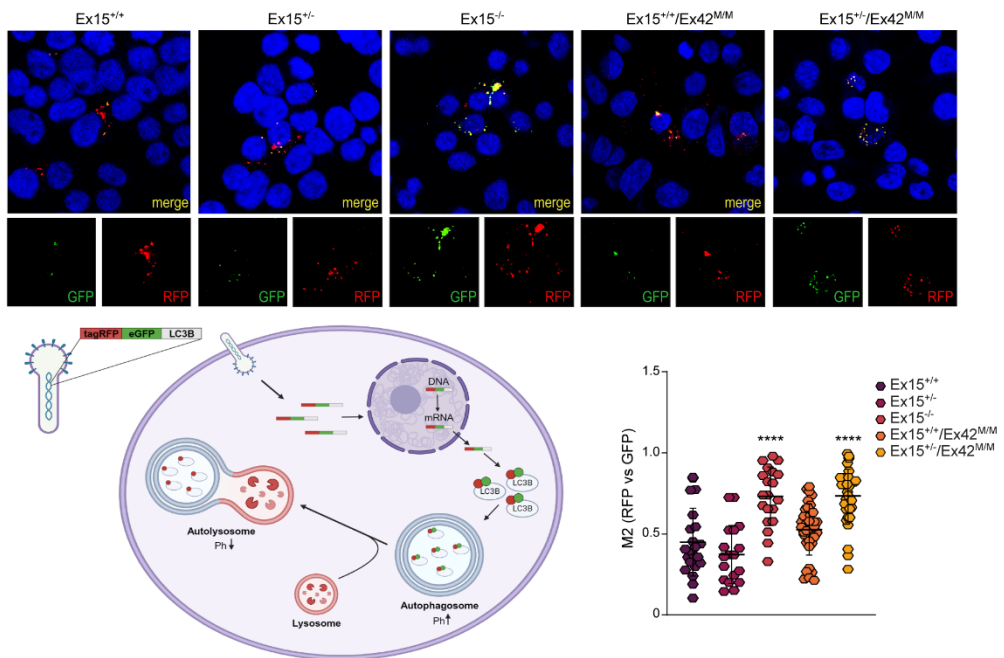 Ex15+/+
Ex15+/-
Ex15-/-
Ex15+/+/Ex42M/M
Ex15+/-/Ex42M/M
merge
merge
merge
merge
merge
GFP
RFP
GFP
RFP
GFP
RFP
GFP
RFP
GFP
RFP
tagRFP eGFP LC3B
DNA
mRNA
LC3B
LC3B
LC3B
Autolysosome
Ph↓
Lysosome
Autophagosome
Ph↑
M2 (RFP vs GFP)
1.5
1.0
0.5
0
****
****
Ex15+/+
Ex15+/-
Ex15-/-
Ex15+/+/Ex42M/M
Ex15+/-/Ex42M/M